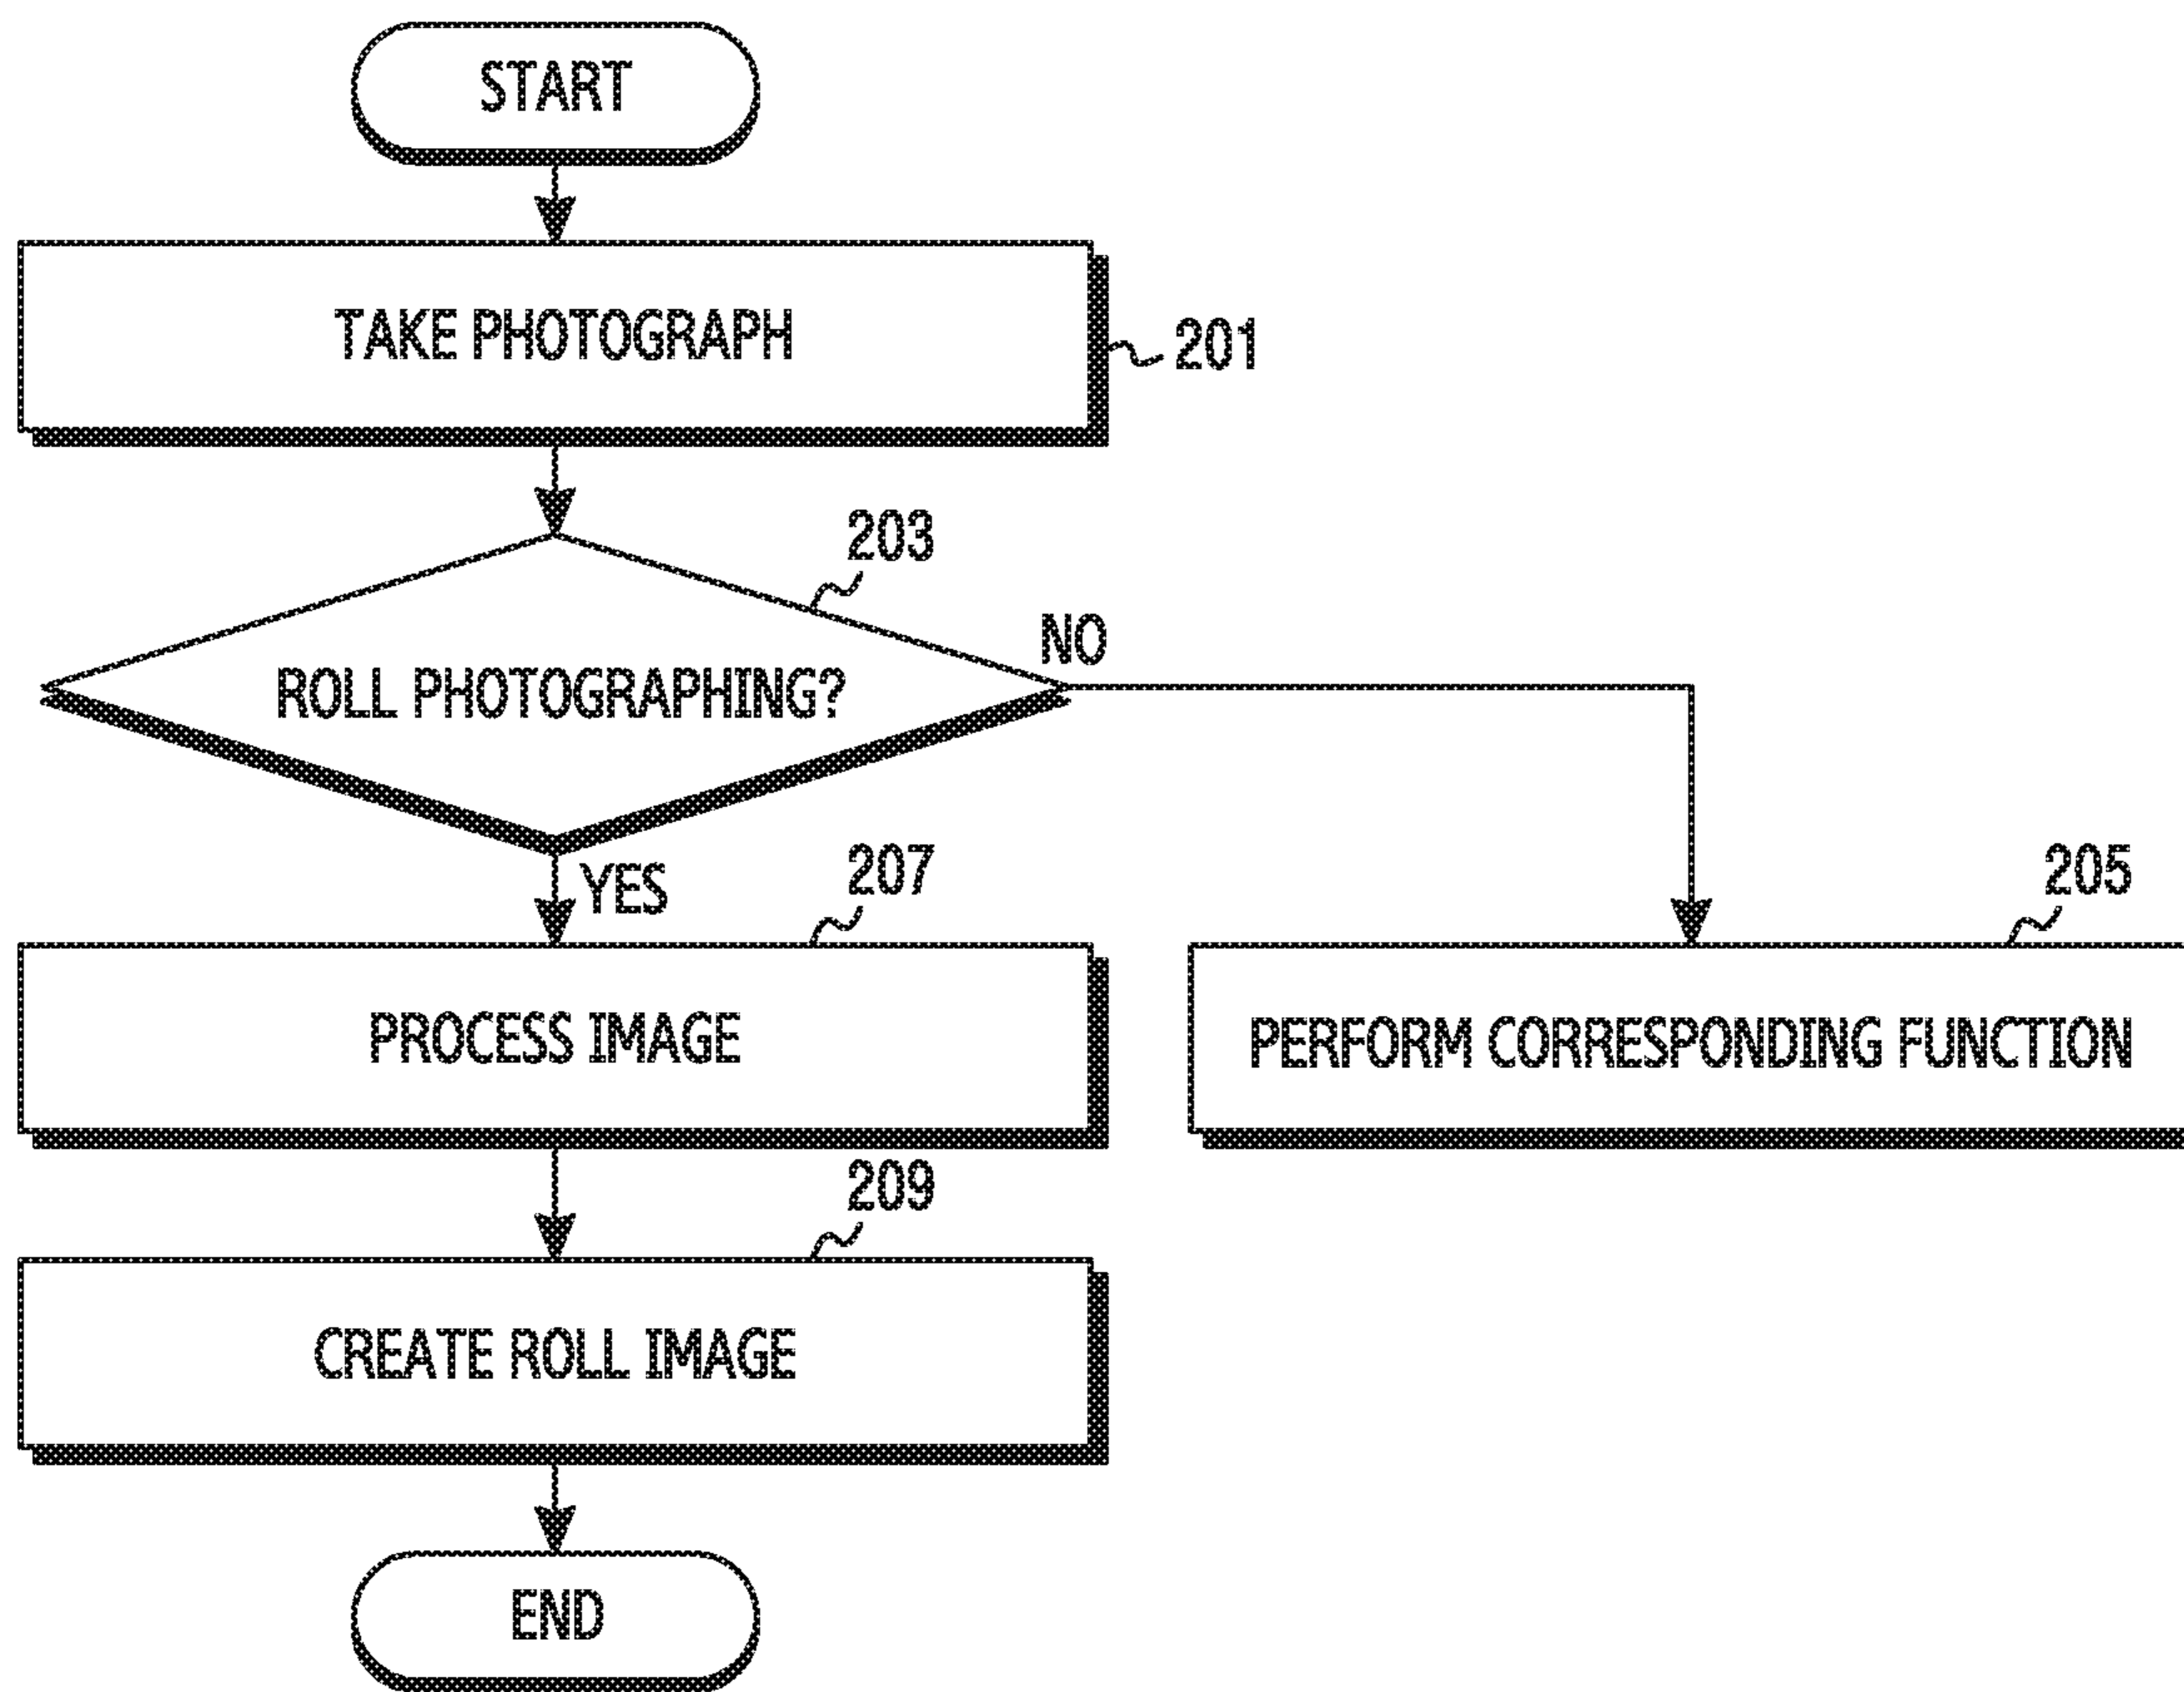 START
TAKE PHOTOGRAPH
201
203
ROLL PHOTOGRAPHING?
NO
YES
207
205
PROCESS IMAGE
PERFORM CORRESPONDING FUNCTION
209
CREATE ROLL IMAGE
END